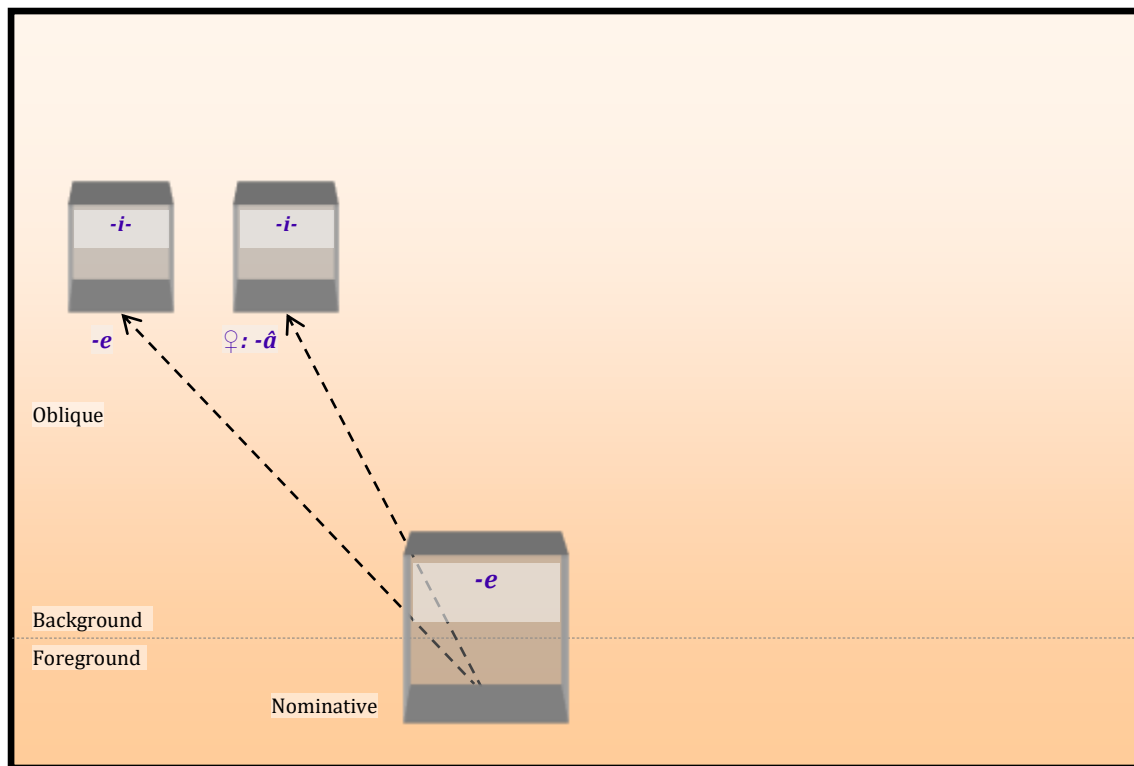 -i-
-i-
-e
♀: -â
Oblique
-e
Background
Foreground
Nominative